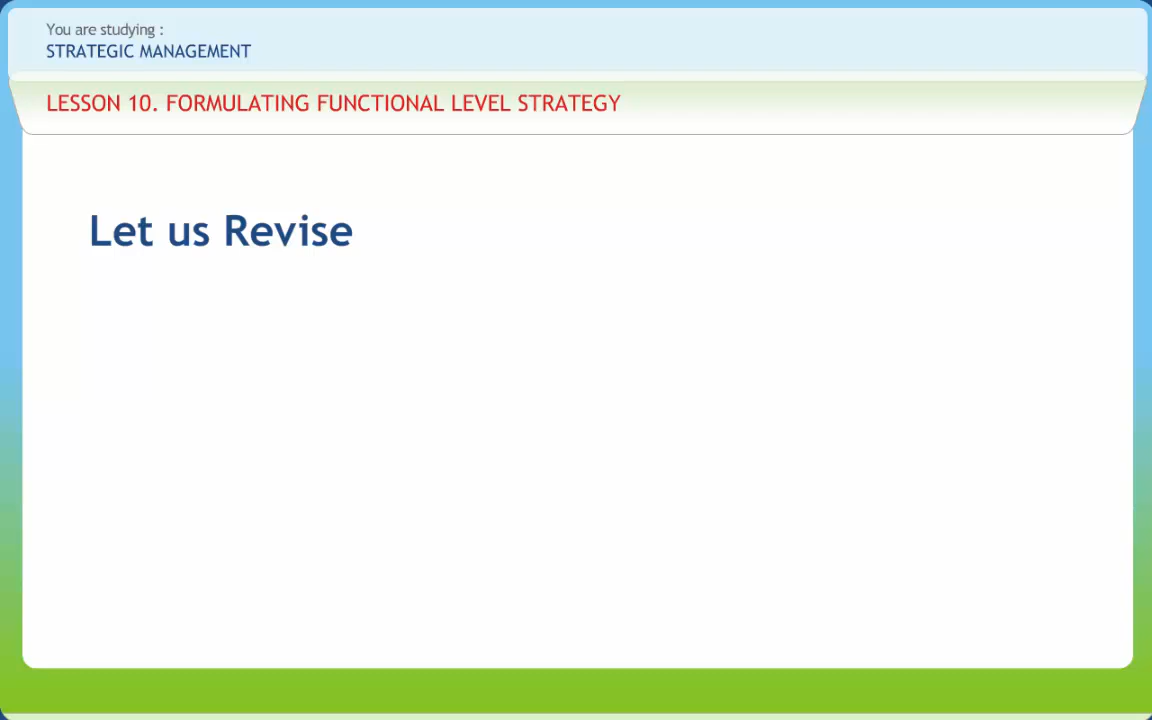 You are studying :
STRATEGIC MANAGEMENT
LESSON 10. FORMULATING FUNCTIONAL LEVEL STRATEGY
Let us Revise